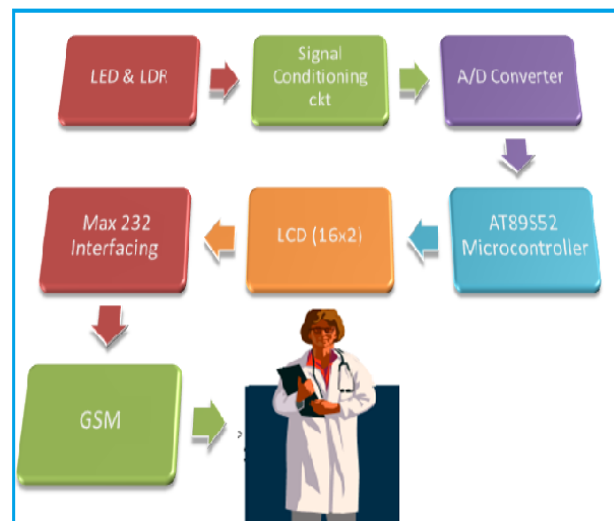 LED & LDR
Signal
Conditioning
ckt
A/D Converter
AT89S52
Microcontroller
LCD (16x2)
Max 232
Interfacing
GSM
>